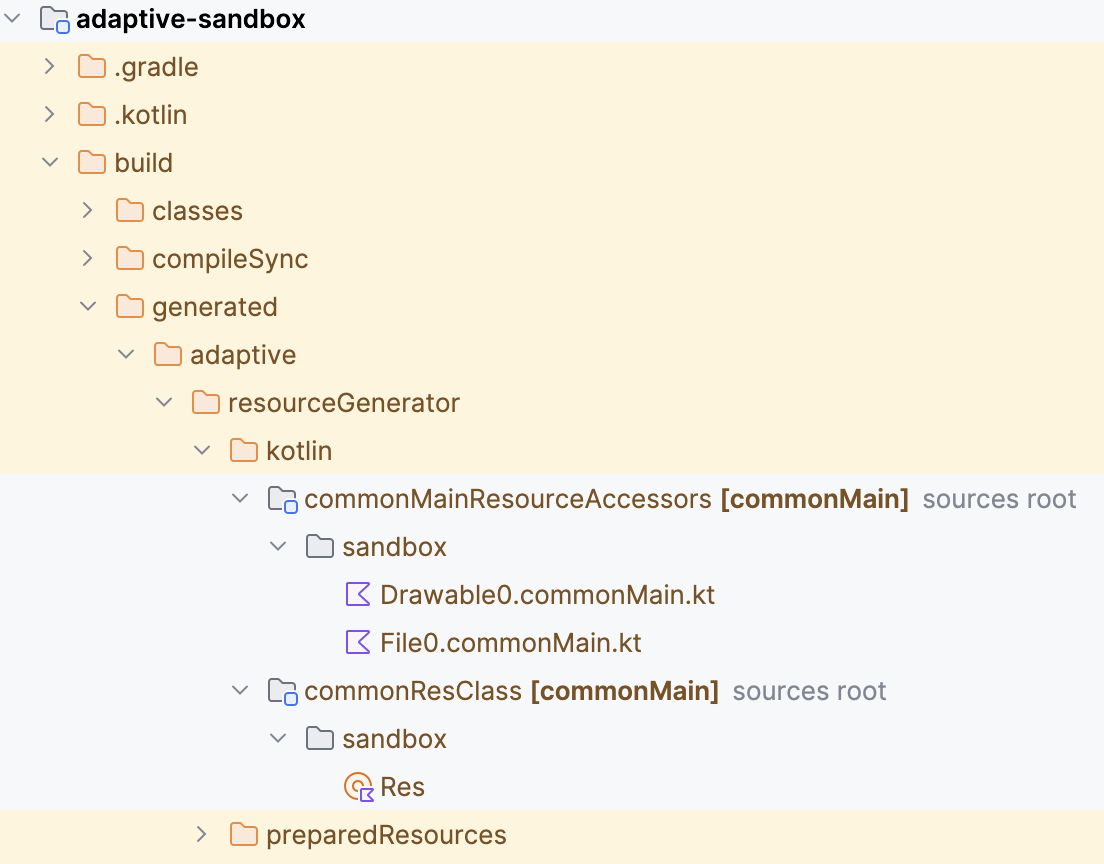 adaptive-sandbox
.gradle
.kotlin
build
classes
compileSync
generated
adaptive
resourceGenerator
kotlin
commonMainResourceAccessors [commonMain] sources root
sandbox
Drawable0.commonMain.kt
File0.commonMain.kt
commonResClass [commonMain] sources root
sandbox
Res
preparedResources